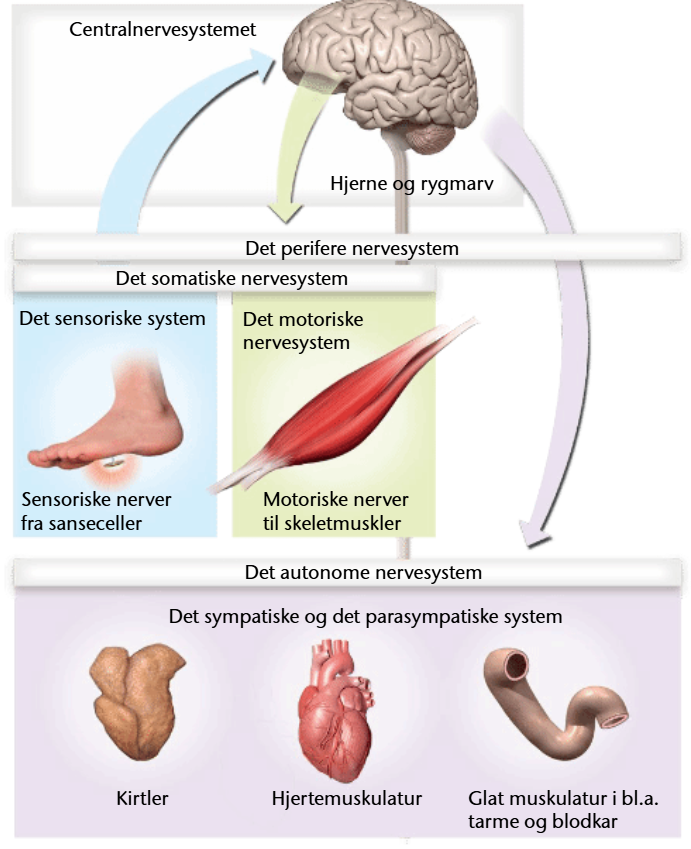 Centralnervesystemet
Hjerne og rygmarv
Det perifere nervesystem
Det somatiske nervesystem
Det sensoriske system
Det motoriske
nervesystem
Sensoriske nerver
fra sanseceller
Motoriske nerver
til skeletmuskler
Det autonome nervesystem
Det sympatiske og det parasympatiske system
Kirtler
Hjertemuskulatur
Glat muskulatur i bl.a.
tarme og blodkar